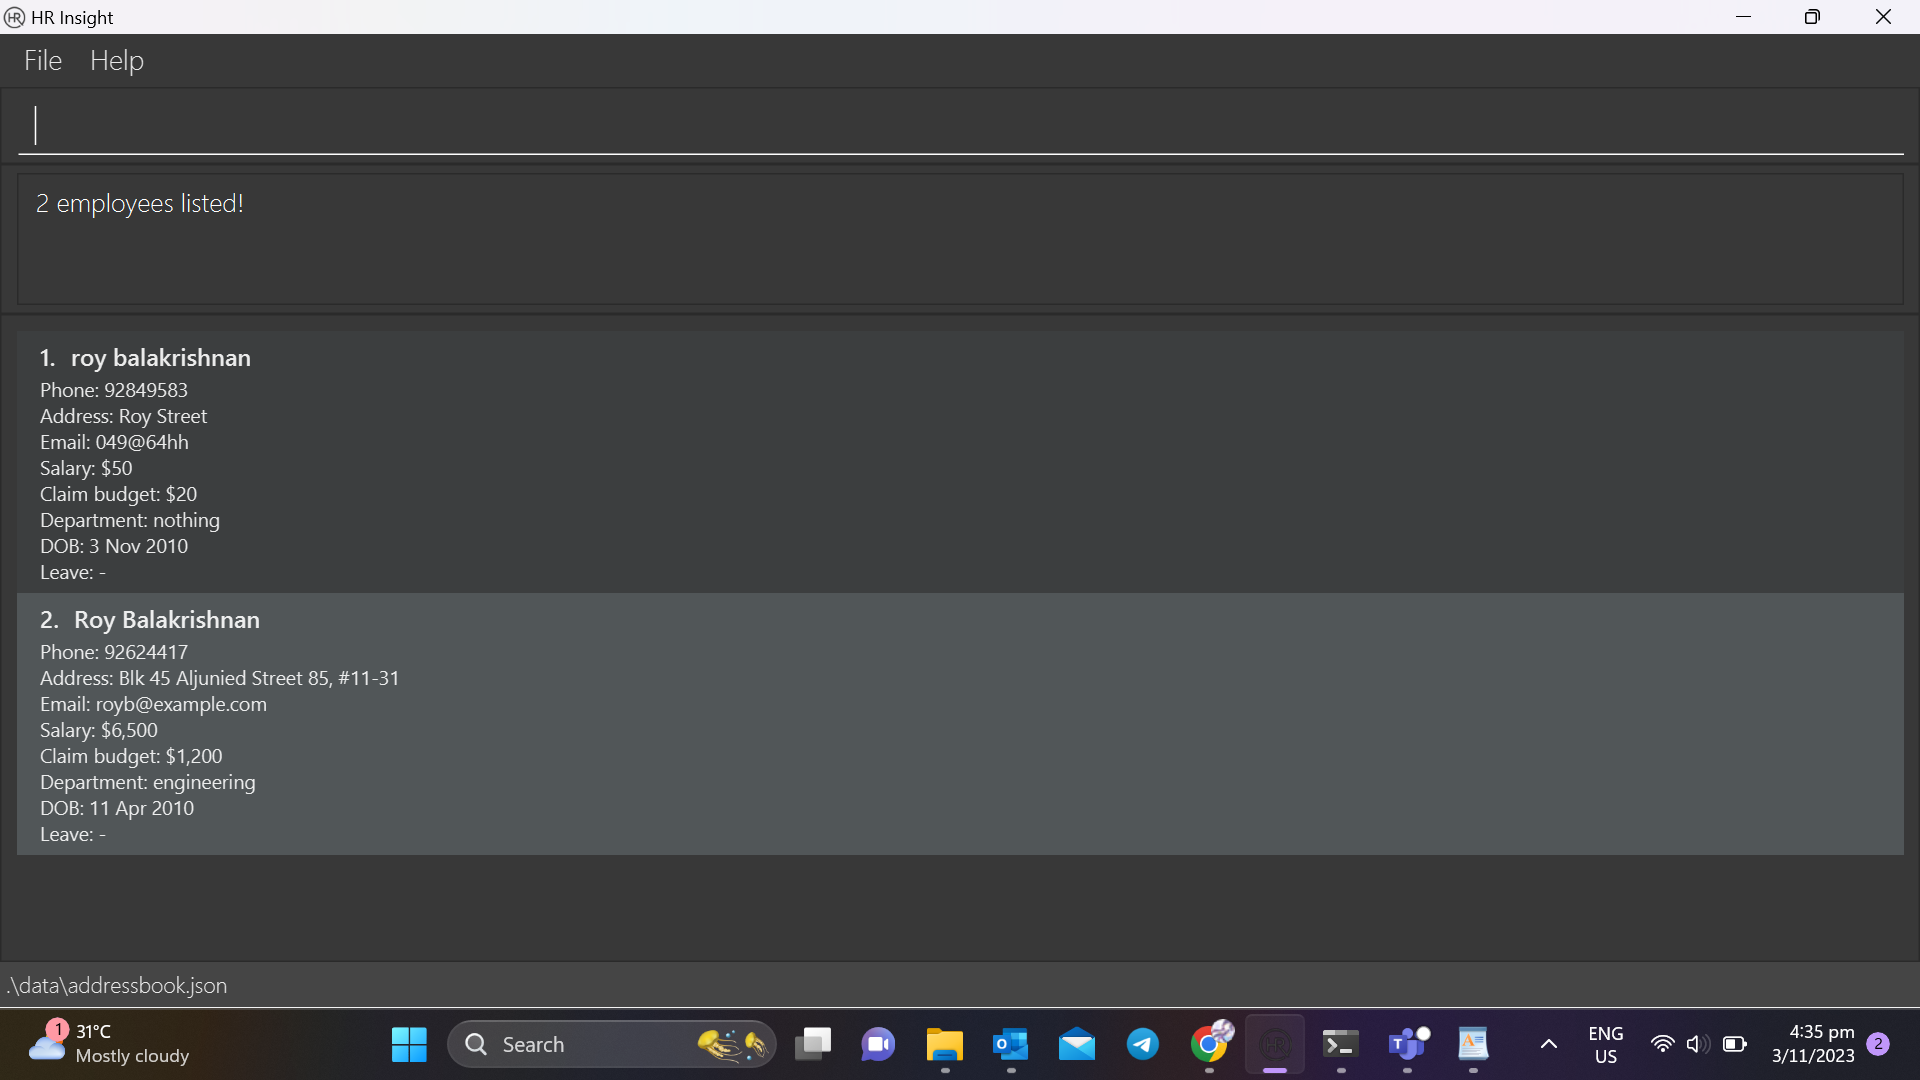 HR Insight
File Help
2 employees listed!
1. roy balakrishnan
Phone: 92849583
Address: Roy Street
Email: 049@64hh
Salary: $50
Claim budget: $20
Department: nothing
DOB: 3 Nov 2010
Leave: -
2. Roy Balakrishnan
Phone: 92624417
Address: Blk 45 Aljunied Street 85, #11-31
Email: royb@example.com
Salary: $6,500
Claim budget: $1,200
Department: engineering
DOB: 11 Apr 2010
Leave: -
.\data\addressbook.json
1
31°C
Mostly cloudy
Search
ENG
US
4:35 pm
3/11/2023
2